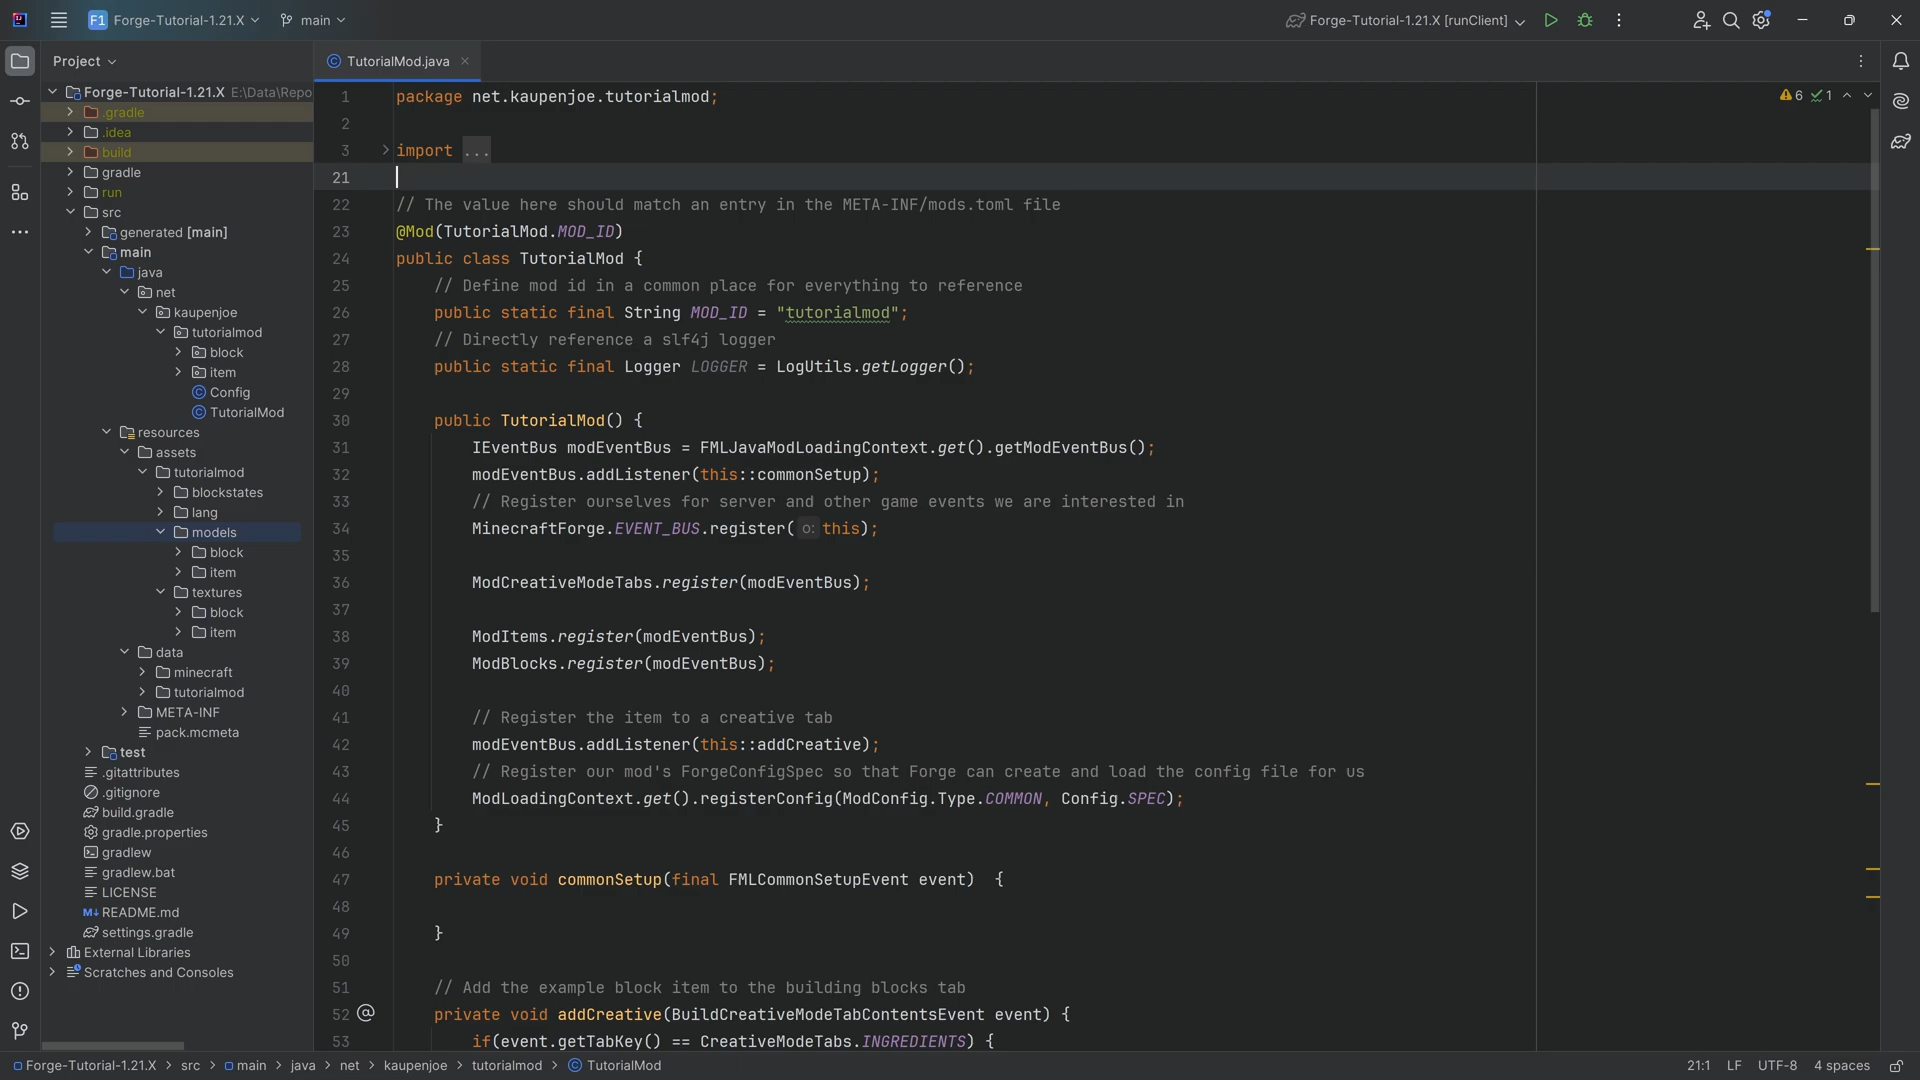 F1 Forge-Tutorial-1.21.X main
Forge-Tutorial-1.21.X [runClient]
Project
TutorialMod.java
Forge-Tutorial-1.21.X E:\Data\Repo
.gradle
.idea
build
gradle
run
src
generated [main]
main
java
net
kaupenjoe
tutorialmod
block
item
Config
TutorialMod
resources
assets
tutorialmod
blockstates
lang
models
block
item
textures
block
item
data
minecraft
tutorialmod
META-INF
pack.mcmeta
test
.gitattributes
.gitignore
build.gradle
gradle.properties
gradlew
gradlew.bat
LICENSE
M↓ README.md
settings.gradle
External Libraries
Scratches and Consoles
6 1
1 package net.kaupenjoe.tutorialmod;
2
3 import ...
21
22 // The value here should match an entry in the META-INF/mods.toml file
23 @Mod(TutorialMod.MOD_ID)
24 public class TutorialMod {
25 // Define mod id in a common place for everything to reference
26 public static final String MOD_ID = "tutorialmod";
27 // Directly reference a slf4j logger
28 public static final Logger LOGGER = LogUtils.getLogger();
29
30 public TutorialMod() {
31 IEventBus modEventBus = FMLJavaModLoadingContext.get().getModEventBus();
32 modEventBus.addListener(this::commonSetup);
33 // Register ourselves for server and other game events we are interested in
34 MinecraftForge.EVENT_BUS.register( o: this);
35
36 ModCreativeModeTabs.register(modEventBus);
37
38 ModItems.register(modEventBus);
39 ModBlocks.register(modEventBus);
40
41 // Register the item to a creative tab
42 modEventBus.addListener(this::addCreative);
43 // Register our mod's ForgeConfigSpec so that Forge can create and load the config file for us
44 ModLoadingContext.get().registerConfig(ModConfig.Type.COMMON, Config.SPEC);
45 }
46
47 private void commonSetup(final FMLCommonSetupEvent event) {
48
49 }
50
51 // Add the example block item to the building blocks tab
52 @ private void addCreative(BuildCreativeModeTabContentsEvent event) {
53 if(event.getTabKey() == CreativeModeTabs.INGREDIENTS) {
Forge-Tutorial-1.21.X > src > main > java > net > kaupenjoe > tutorialmod > TutorialMod
21:1 LF UTF-8 4 spaces